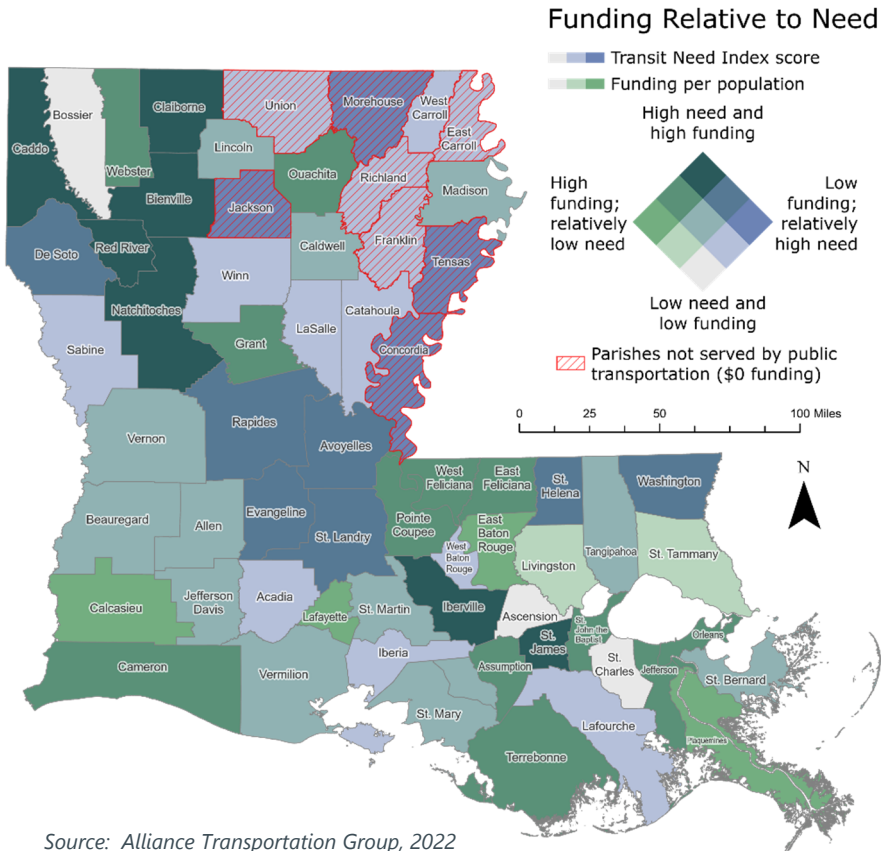 Funding Relative to Need
Transit Need Index score
Funding per population
High need and
high funding
High
funding;
relatively
low need
Low
funding;
relatively
high need
Low need and
low funding
Parishes not served by public
transportation ($0 funding)
0 25 50 100 Miles
N
Caddo
Bossier
Webster
Claiborne
Union
Morehouse
West
Carroll
East
Carroll
Lincoln
Ouachita
Richland
Madison
Bienville
Jackson
Franklin
Tensas
De Soto
Red River
Winn
Caldwell
Natchitoches
Grant
LaSalle
Catahoula
Concordia
Sabine
Vernon
Rapides
Avoyelles
West
Feliciana
East
Feliciana
St.
Helena
Washington
Beauregard
Allen
Evangeline
St. Landry
Pointe
Coupee
East
Baton
Rouge
West
Baton
Rouge
Livingston
Tangipahoa
St. Tammany
Calcasieu
Jefferson
Davis
Acadia
Lafayette
St. Martin
Iberville
Ascension
St.
James
St.
John the
Baptist
Orleans
Cameron
Vermilion
Iberia
Assumption
St.
Charles
Jefferson
St. Bernard
St. Mary
Lafourche
Plaquemines
Terrebonne
Source: Alliance Transportation Group, 2022